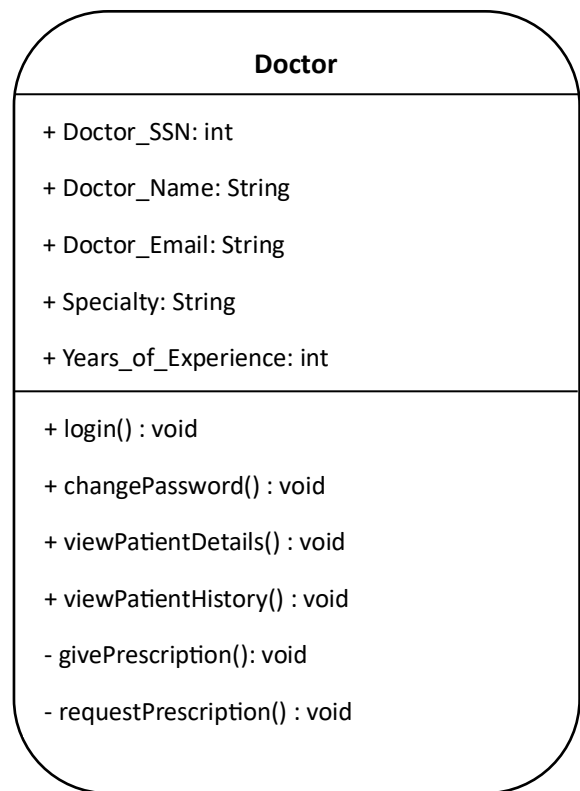 Doctor
+ Doctor_SSN: int
+ Doctor_Name: String
+ Doctor_Email: String
+ Specialty: String
+ Years_of_Experience: int
+ login() : void
+ changePassword() : void
+ viewPatientDetails() : void
+ viewPatientHistory() : void
- givePrescription(): void
- requestPrescription() : void